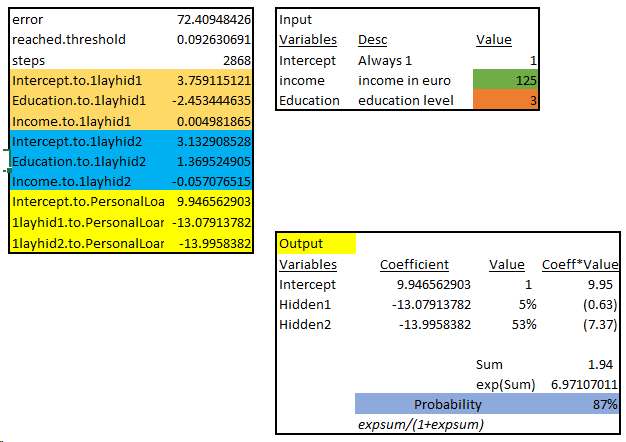 error 72.40948426
reached.threshold 0.092630691
steps 2868
Intercept.to.1layhid1 3.759115121
Education.to.1layhid1 -2.453444635
Income.to.1layhid1 0.004981865
Intercept.to.1layhid2 3.132908528
Education.to.1layhid2 1.369524905
Income.to.1layhid2 -0.057076515
Intercept.to.PersonalLoa 9.946562903
1layhid1.to.PersonalLoar -13.07913782
1layhid2.to.PersonalLoar -13.9958382
Input
Variables Desc Value
Intercept Always 1 1
income income in euro 125
Education education level 3
Output
Variables Coefficient Value Coeff*Value
Intercept 9.946562903 1 9.95
Hidden1 -13.07913782 5% (0.63)
Hidden2 -13.9958382 53% (7.37)
Sum 1.94
exp(Sum) 6.97107011
Probability 87%
expsum/(1+expsum)